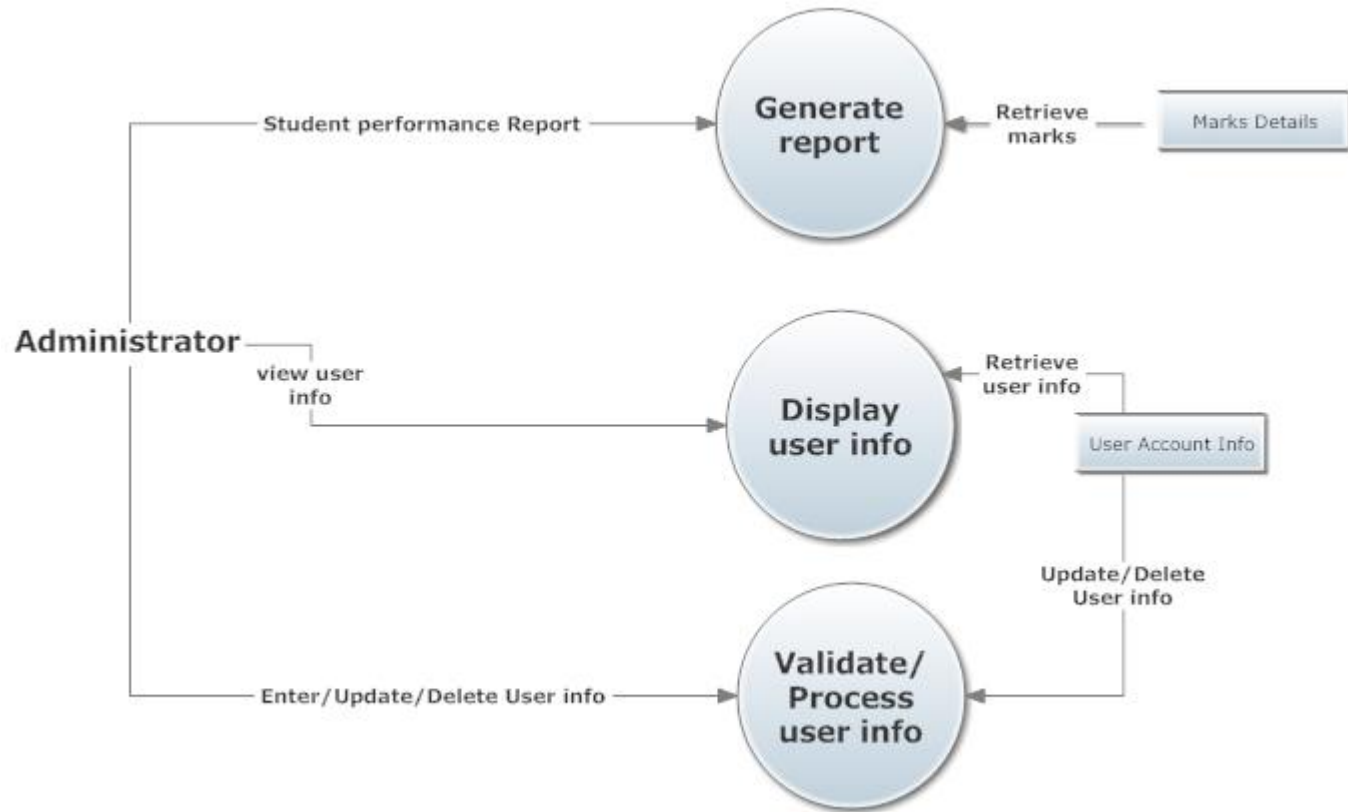 Generate
report
Student performance Report
Retrieve
marks
Marks Details
Administrator
view user
info
Display
user info
Retrieve
user info
User Account Info
Update/Delete
User info
Validate/
Process
user info
Enter/Update/Delete User info